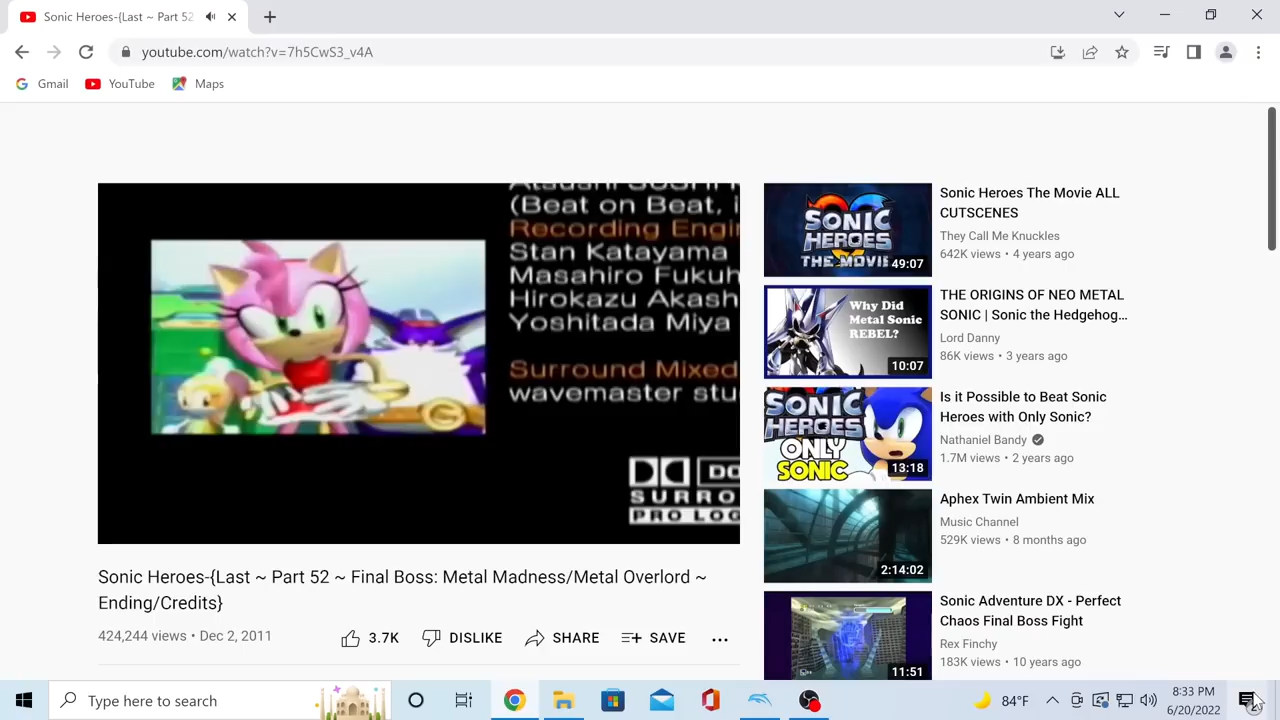 Sonic Heroes-{Last ~ Part 52
youtube.com/watch?v=7h5CwS3_v4A
Gmail
YouTube
Maps
(Beat on Beat, i
Recording Engi
Stan Katayama
Masahiro Fukuh
Hirokazu Akash
Yoshitada Miya
Surround Mixed
wavemaster stu
DO
SURRO
PRO LOG
Sonic Heroes-{Last ~ Part 52 ~ Final Boss: Metal Madness/Metal Overlord ~
Ending/Credits}
424,244 views · Dec 2, 2011
3.7K
DISLIKE
SHARE
SAVE
SONIC
HEROES
THE MOVIE
49:07
Sonic Heroes The Movie ALL
CUTSCENES
They Call Me Knuckles
642K views • 4 years ago
Why Did
Metal Sonic
REBEL?
10:07
THE ORIGINS OF NEO METAL
SONIC | Sonic the Hedgehog...
Lord Danny
86K views • 3 years ago
SONIC
HEROES
ONLY
SONIC
13:18
Is it Possible to Beat Sonic
Heroes with Only Sonic?
Nathaniel Bandy
1.7M views • 2 years ago
2:14:02
Aphex Twin Ambient Mix
Music Channel
529K views • 8 months ago
11:51
Sonic Adventure DX - Perfect
Chaos Final Boss Fight
Rex Finchy
183K views • 10 years ago
Type here to search
84°F
8:33 PM
6/20/2022
2